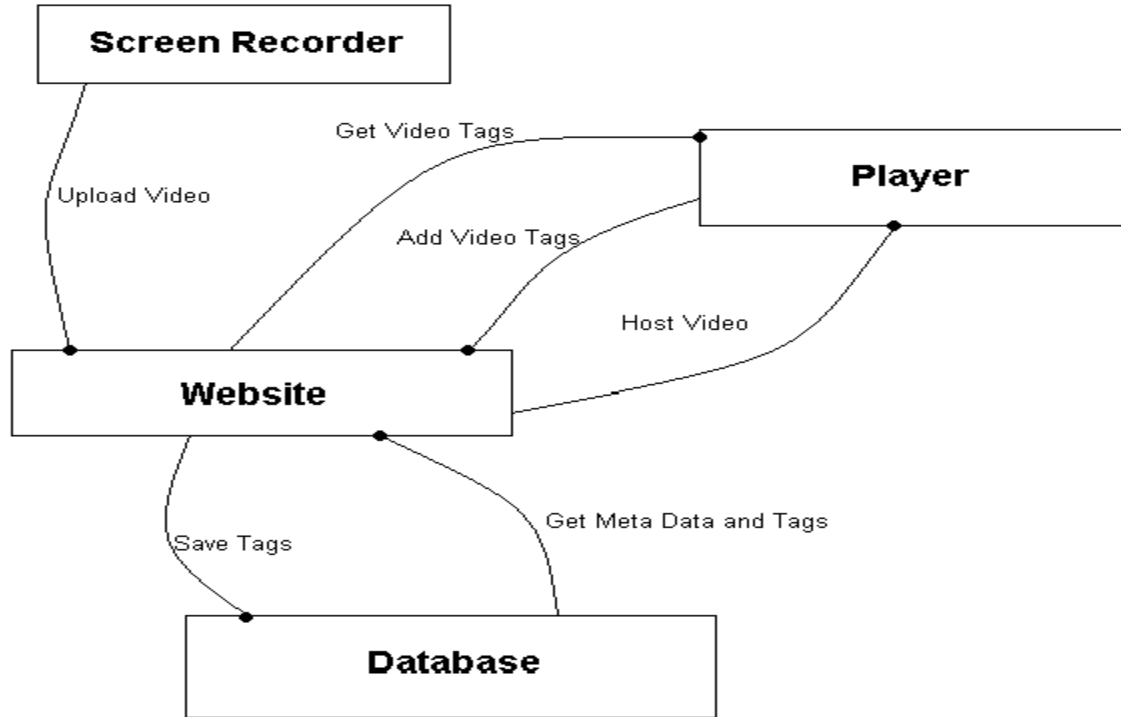 Screen Recorder
Get Video Tags
Player
Upload Video
Add Video Tags
Host Video
Website
Get Meta Data and Tags
Save Tags
Database